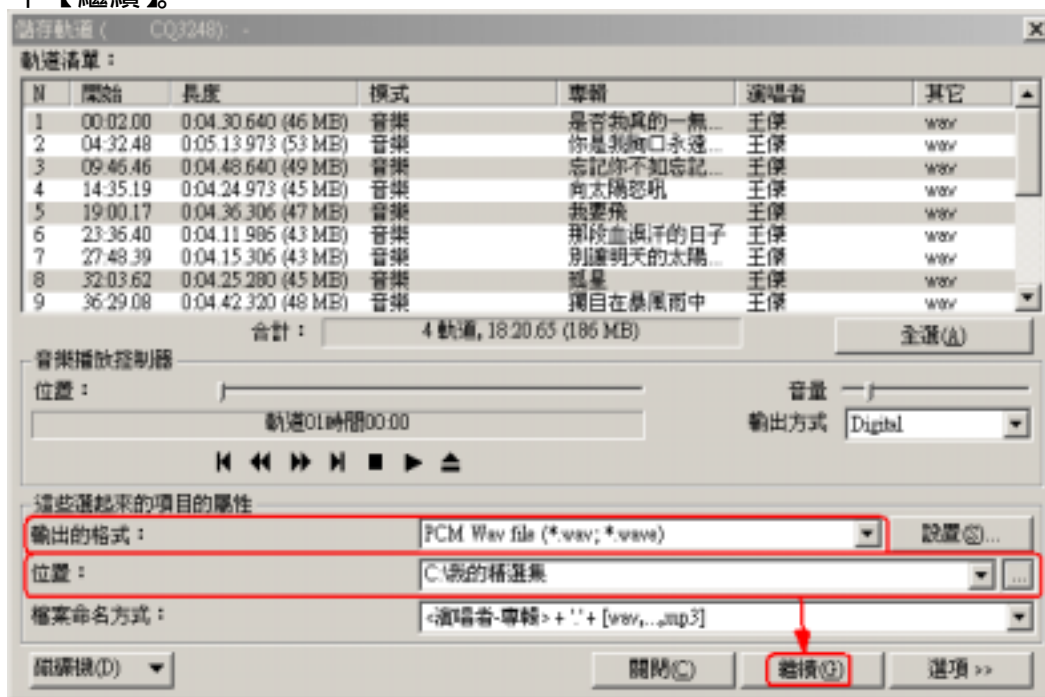 下【繼續】。
儲存軌道 ( CQ3248): -
軌道清單：
N 開始 長度 模式 專輯 演唱者 其它
1 00:02.00 0:04.30.640 (46 MB) 音樂 是否我真的一無... 王傑 wav
2 04:32.48 0:05.13.973 (53 MB) 音樂 你是我胸口永遠... 王傑 wav
3 09:46.46 0:04.48.640 (49 MB) 音樂 忘記你不如忘記... 王傑 wav
4 14:35.19 0:04.24.973 (45 MB) 音樂 向太陽怒吼 王傑 wav
5 19:00.17 0:04.36.306 (47 MB) 音樂 我要飛 王傑 wav
6 23:36.40 0:04.11.986 (43 MB) 音樂 那段血淚汗的日子 王傑 wav
7 27:48.39 0:04.15.306 (43 MB) 音樂 別讓明天的太陽... 王傑 wav
8 32:03.62 0:04.25.280 (45 MB) 音樂 孤星 王傑 wav
9 36:29.08 0:04.42.320 (48 MB) 音樂 獨自在暴風雨中 王傑 wav
合計： 4 軌道, 18:20.65 (186 MB) 全選(A)
音樂播放控制器
位置： 音量
軌道01時間00:00 輸出方式 Digital
這些選起來的項目的屬性
輸出的格式： PCM Wav file (*.wav; *.wave) 設置(S)...
位置： C:\我的精選集 ...
檔案命名方式： <演唱者-專輯> + '.' + [wav,...,mp3]
磁碟機(D) 關閉(C) 繼續(G) 選項 >>